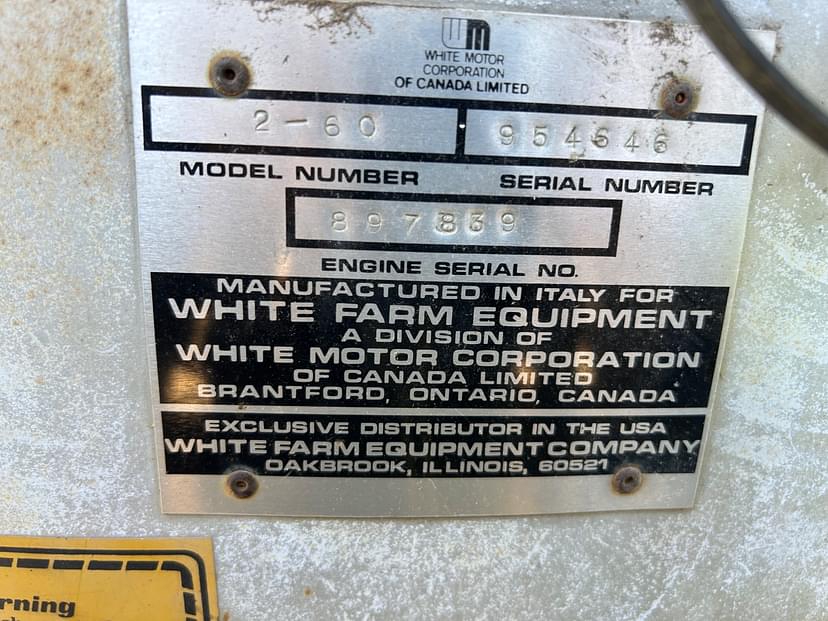 WHITE MOTOR
CORPORATION
OF CANADA LIMITED
2-60 954646
MODEL NUMBER SERIAL NUMBER
897839
ENGINE SERIAL NO.
MANUFACTURED IN ITALY FOR
WHITE FARM EQUIPMENT
A DIVISION OF
WHITE MOTOR CORPORATION
OF CANADA LIMITED
BRANTFORD, ONTARIO, CANADA
EXCLUSIVE DISTRIBUTOR IN THE USA
WHITE FARM EQUIPMENT COMPANY
OAKBROOK, ILLINOIS, 60521
rning